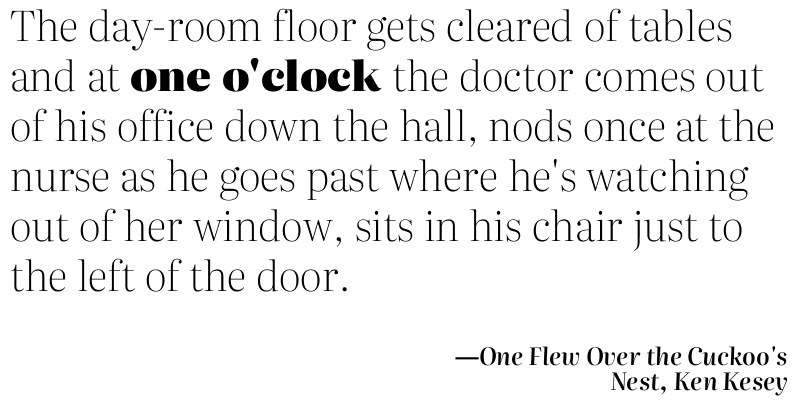 The day-room floor gets cleared of tables
and at one o'clock the doctor comes out
of his office down the hall, nods once at the
nurse as he goes past where he's watching
out of her window, sits in his chair just to
the left of the door.
—One Flew Over the Cuckoo's
Nest, Ken Kesey